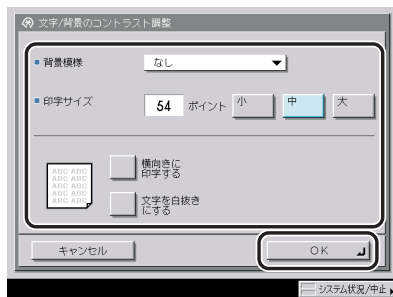 文字/背景のコントラスト調整
背景模様
なし
印字サイズ
54 ポイント 小 中 大
ABC ABC
ABC ABC
ABC ABC
ABC ABC
ABC ABC
横向きに
印字する
文字を白抜き
にする
キャンセル
OK
システム状況/中止